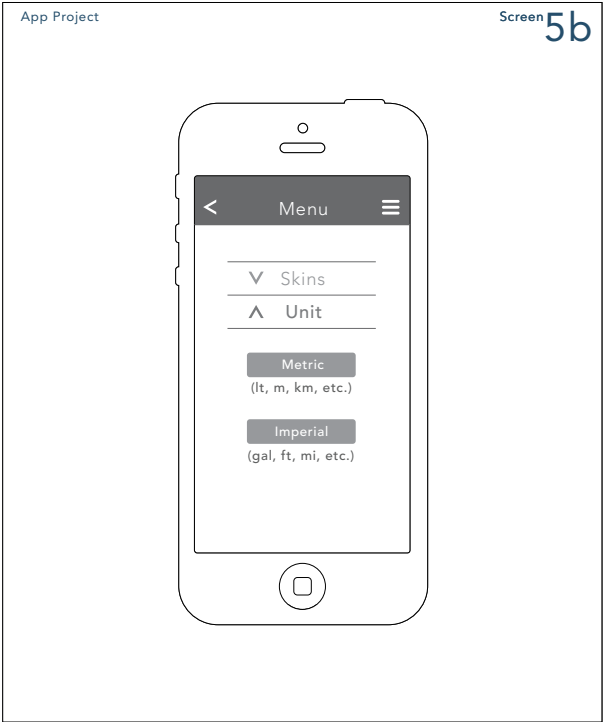 App Project
Screen 5b
< Menu
Skins
Unit
Metric
(lt, m, km, etc.)
Imperial
(gal, ft, mi, etc.)